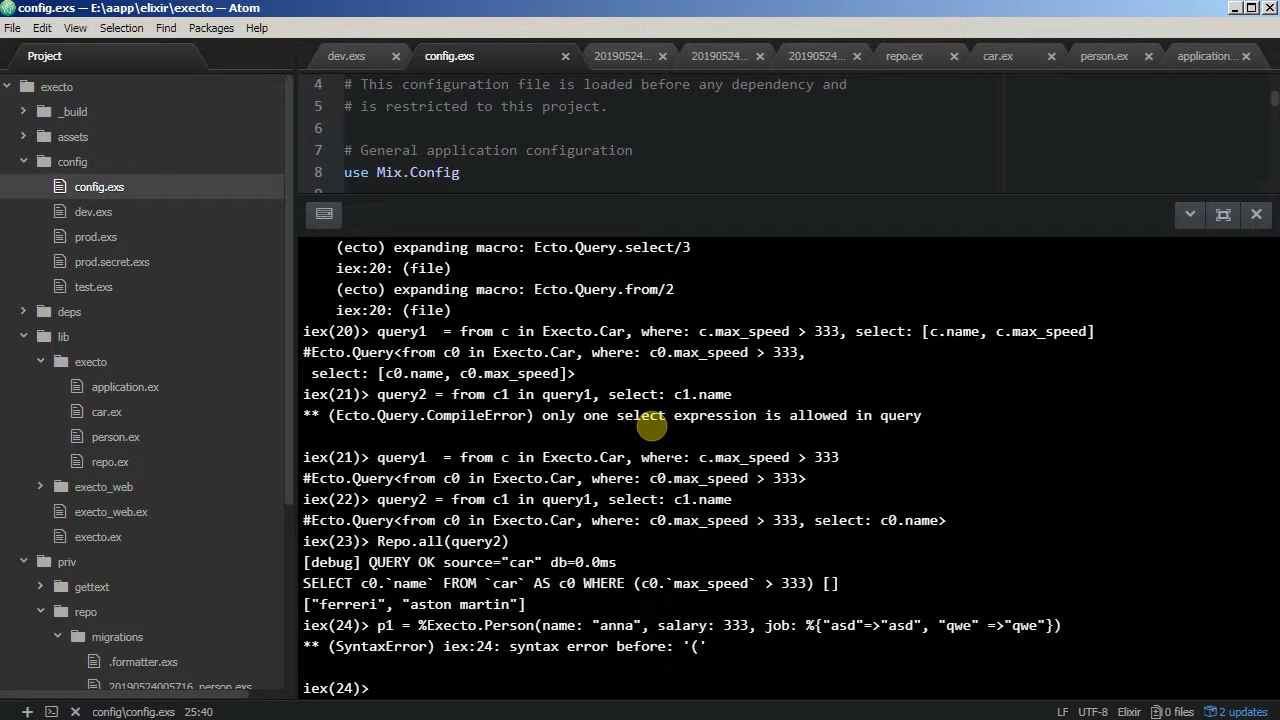 config.exs — E:\aapp\elixir\execto — Atom
File Edit View Selection Find Packages Help
Project
dev.exs
config.exs
20190524...
20190524...
20190524...
repo.ex
car.ex
person.ex
application...
execto
_build
assets
config
config.exs
dev.exs
prod.exs
prod.secret.exs
test.exs
deps
lib
execto
application.ex
car.ex
person.ex
repo.ex
execto_web
execto_web.ex
execto.ex
priv
gettext
repo
migrations
.formatter.exs
20190524005716_person.exs
4 # This configuration file is loaded before any dependency and
5 # is restricted to this project.
6
7 # General application configuration
8 use Mix.Config
(ecto) expanding macro: Ecto.Query.select/3
iex:20: (file)
(ecto) expanding macro: Ecto.Query.from/2
iex:20: (file)
iex(20)> query1  = from c in Execto.Car, where: c.max_speed > 333, select: [c.name, c.max_speed]
#Ecto.Query<from c0 in Execto.Car, where: c0.max_speed > 333,
 select: [c0.name, c0.max_speed]>
iex(21)> query2 = from c1 in query1, select: c1.name
** (Ecto.Query.CompileError) only one select expression is allowed in query
iex(21)> query1  = from c in Execto.Car, where: c.max_speed > 333
#Ecto.Query<from c0 in Execto.Car, where: c0.max_speed > 333>
iex(22)> query2 = from c1 in query1, select: c1.name
#Ecto.Query<from c0 in Execto.Car, where: c0.max_speed > 333, select: c0.name>
iex(23)> Repo.all(query2)
[debug] QUERY OK source="car" db=0.0ms
SELECT c0.`name` FROM `car` AS c0 WHERE (c0.`max_speed` > 333) []
["ferreri", "aston martin"]
iex(24)> p1 = %Execto.Person(name: "anna", salary: 333, job: %{"asd"=>"asd", "qwe" =>"qwe"})
** (SyntaxError) iex:24: syntax error before: '('
iex(24)>
config\config.exs 25:40
LF UTF-8 Elixir 0 files 2 updates